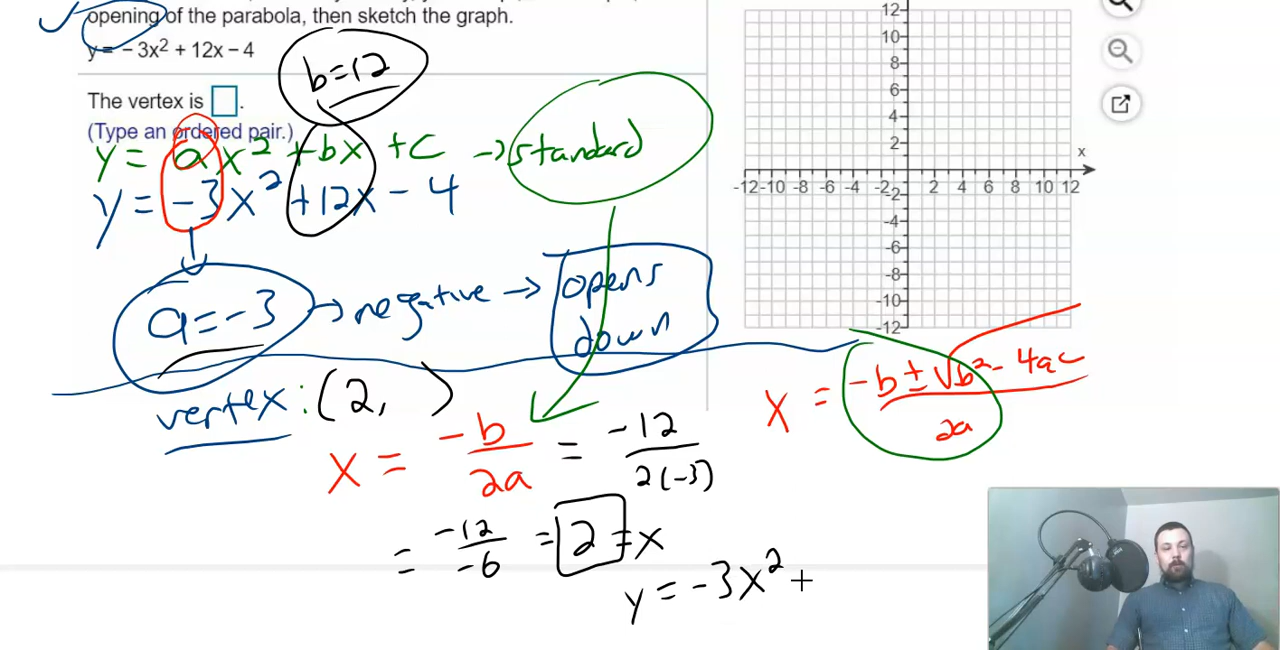 opening of the parabola, then sketch the graph.
y = - 3x² + 12x - 4
b=12
The vertex is .
(Type an ordered pair.)
y = ax² + bx + c → standard
y = -3x² + 12x - 4
a = -3 → negative → opens
down
vertex: (2, )
x = -b/2a = -12/2(-3)
= -12/-6 = 2 = x
y = -3x² +
12
10
8
6
4
2
x
-12 -10 -8 -6 -4 -2 2 4 6 8 10 12
-2
-4
-6
-8
-10
-12
x = -b ± √b² - 4ac
2a